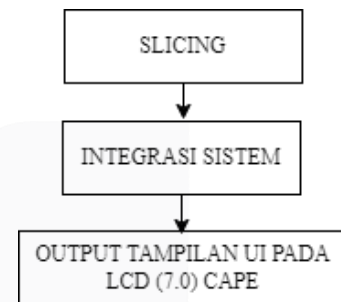 SLICING
INTEGRASI SISTEM
OUTPUT TAMPILAN UI PADA
LCD (7.0) CAPE